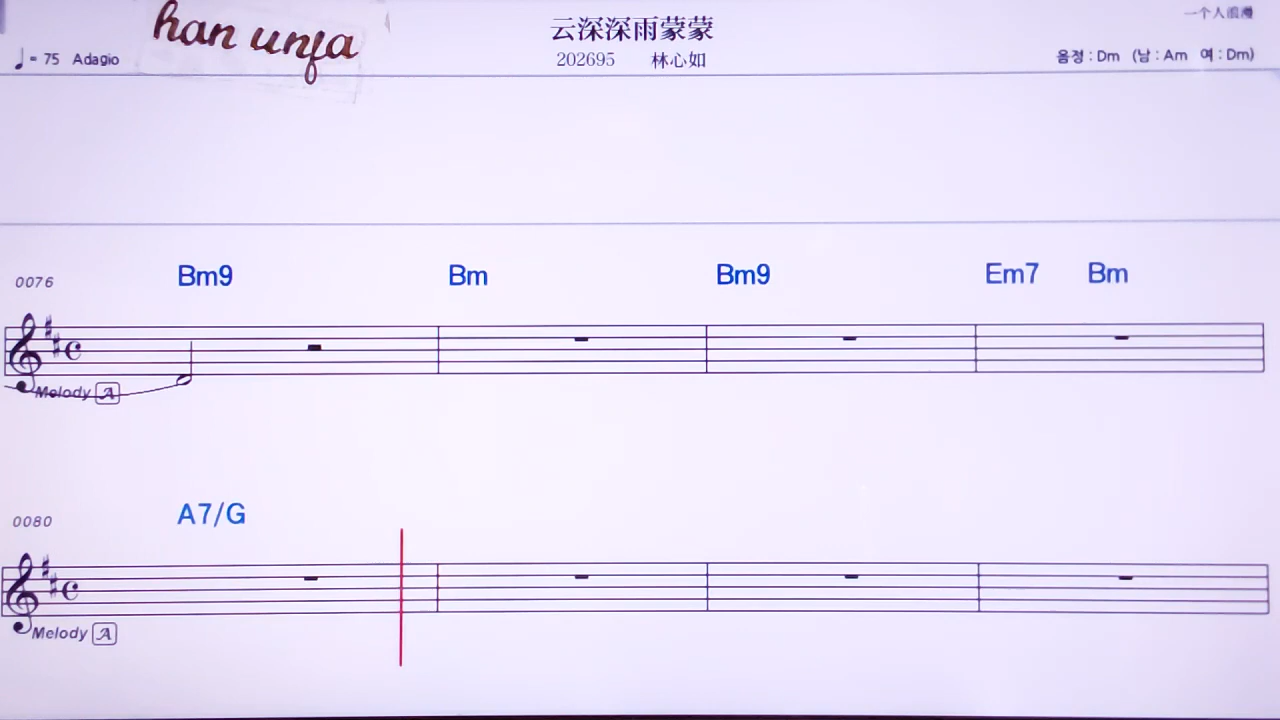 一个人浪漫
han unfa
云深深雨蒙蒙
♩= 75 Adagio
202695 林心如
음정 : Dm (남 : Am 여 : Dm)
0076 Bm9 Bm Bm9 Em7 Bm
Melody A
0080 A7/G
Melody A